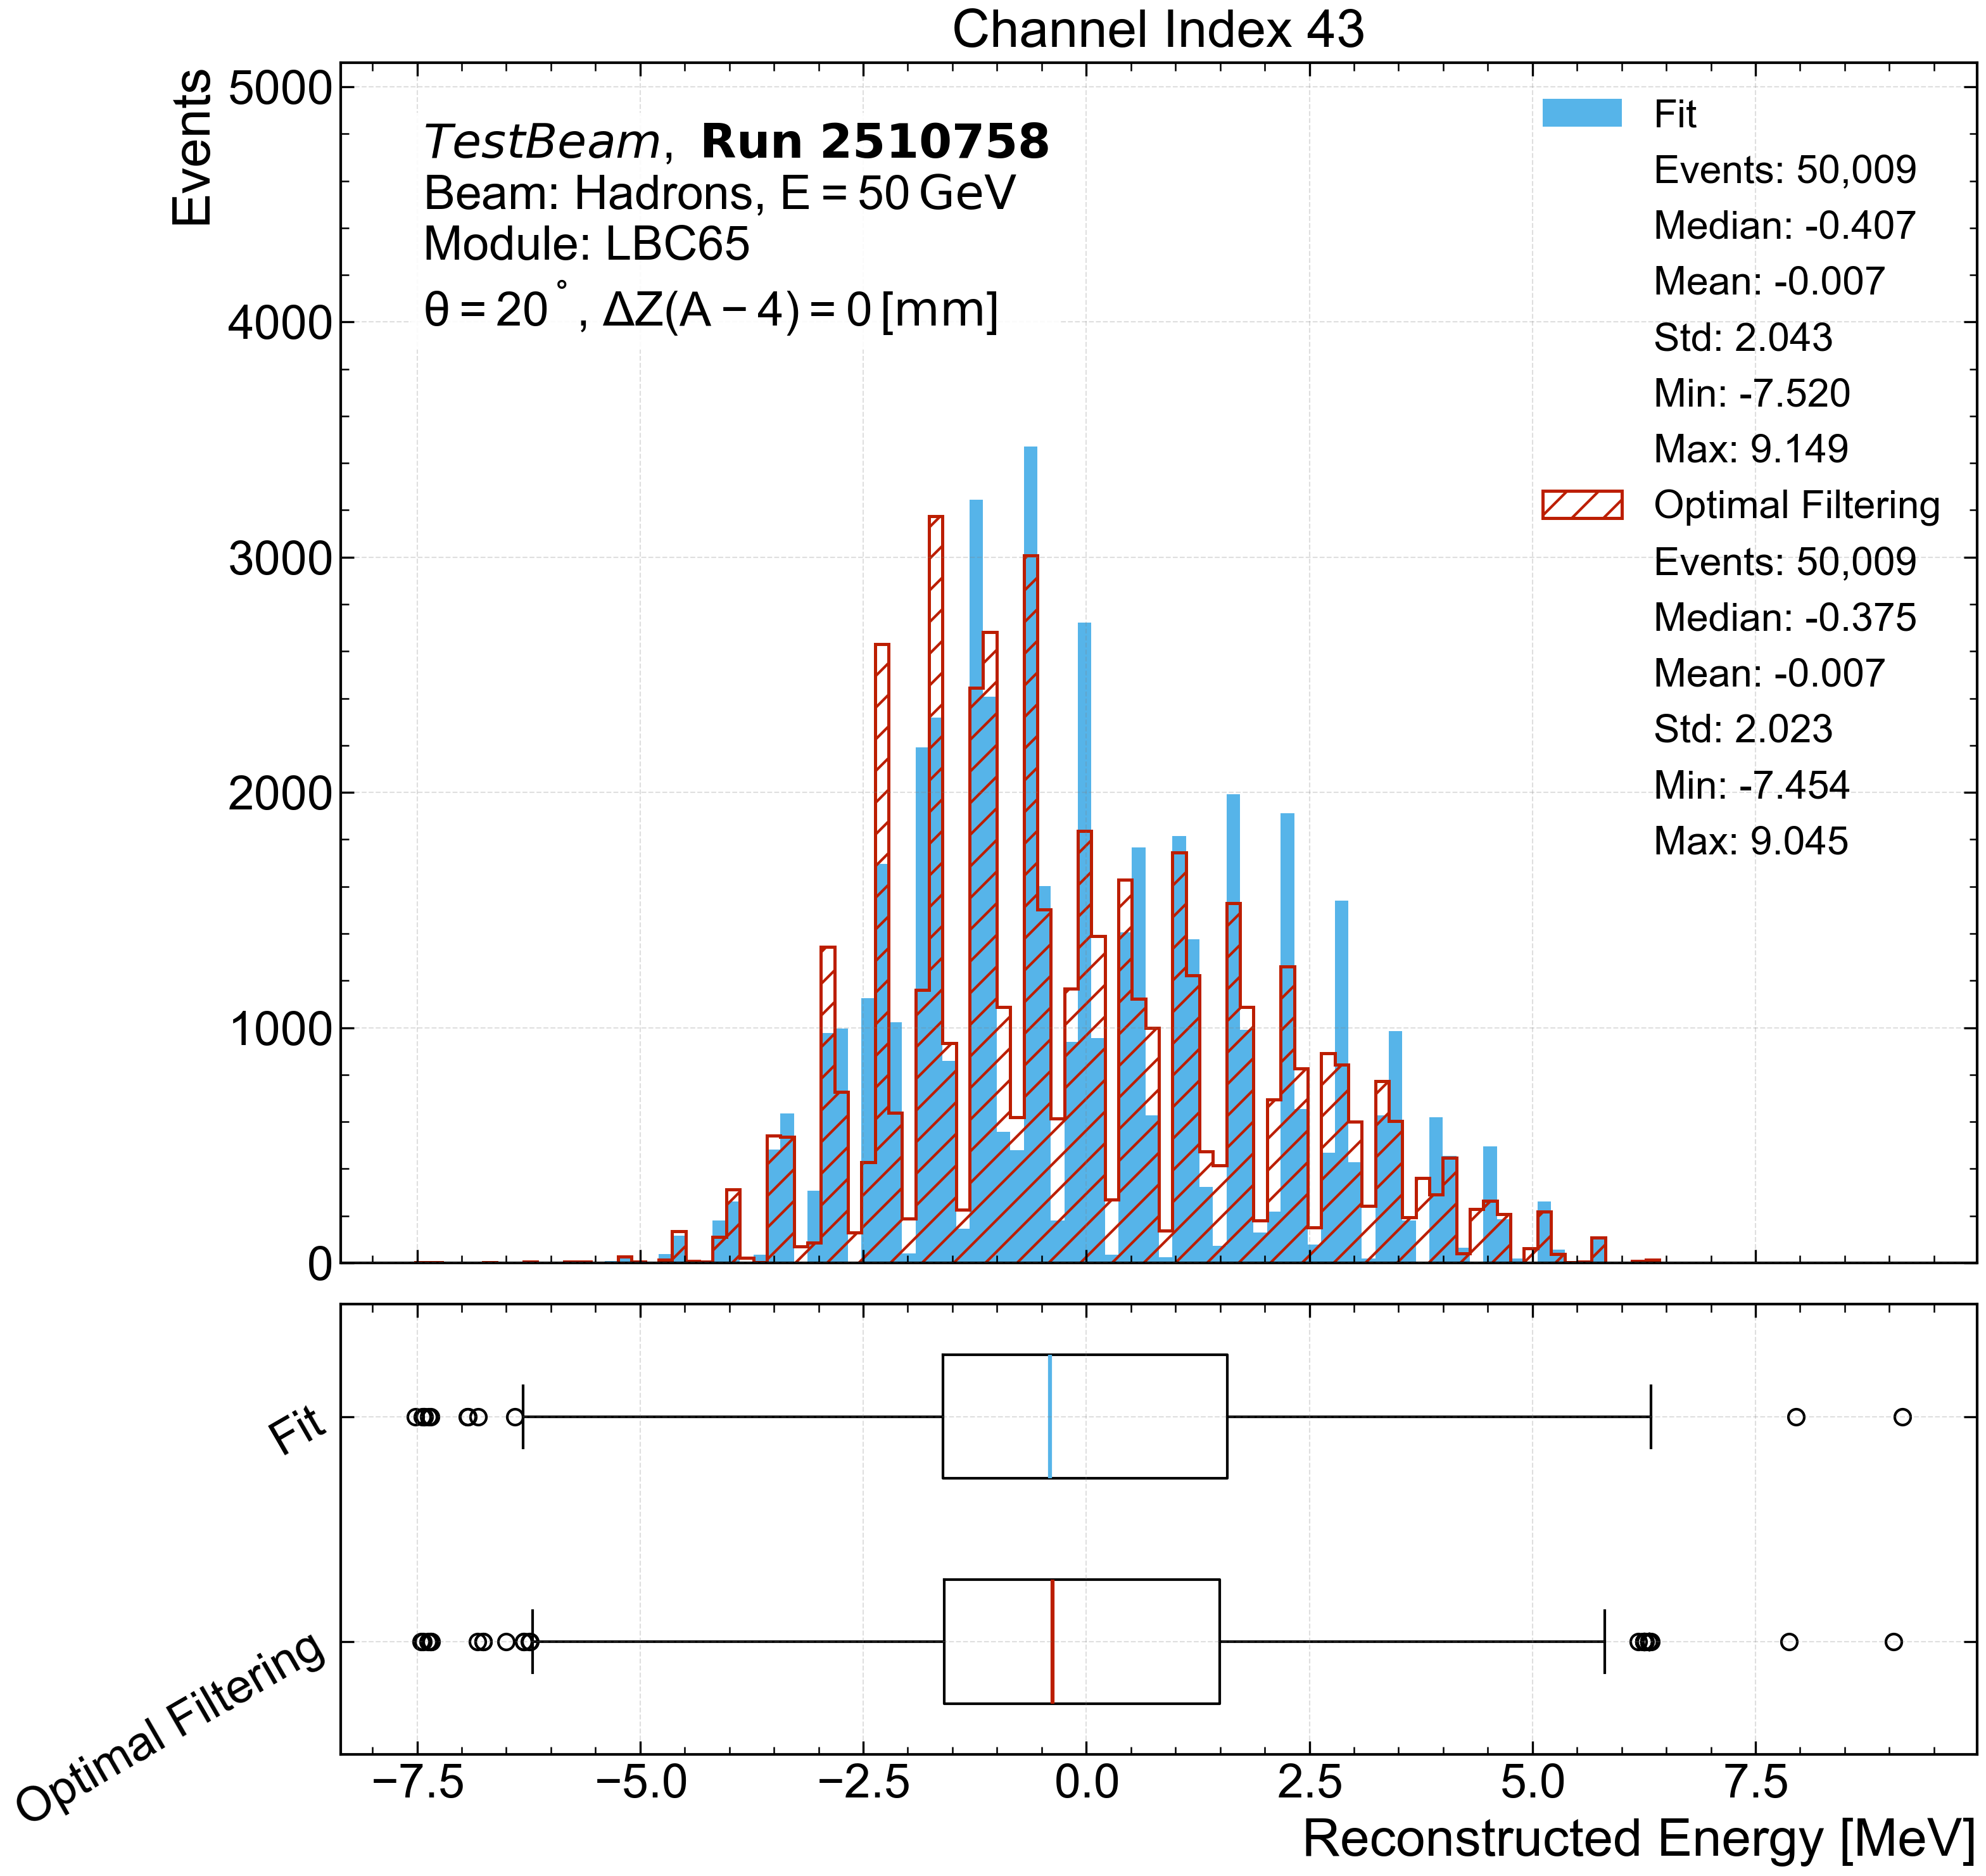 Channel Index 43
Events
5000
4000
3000
2000
1000
0
TestBeam, Run 2510758
Beam: Hadrons, E = 50 GeV
Module: LBC65
θ = 20°, ΔZ(A − 4) = 0 [mm]
Fit
Events: 50,009
Median: -0.407
Mean: -0.007
Std: 2.043
Min: -7.520
Max: 9.149
Optimal Filtering
Events: 50,009
Median: -0.375
Mean: -0.007
Std: 2.023
Min: -7.454
Max: 9.045
Fit
Optimal Filtering
−7.5 −5.0 −2.5 0.0 2.5 5.0 7.5
Reconstructed Energy [MeV]